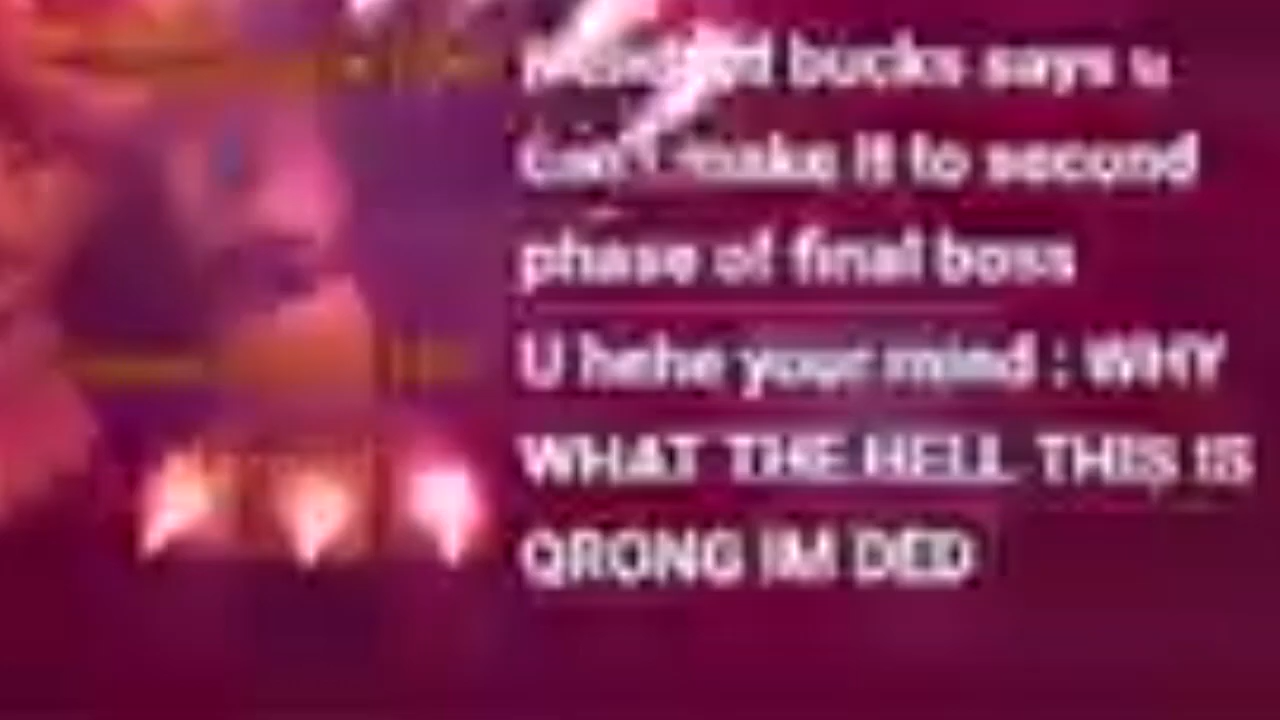 bucks says u
can't make it to second
phase of final boss
U hehe your mind : WHY
WHAT THE HELL THIS IS
QRONG IM DED